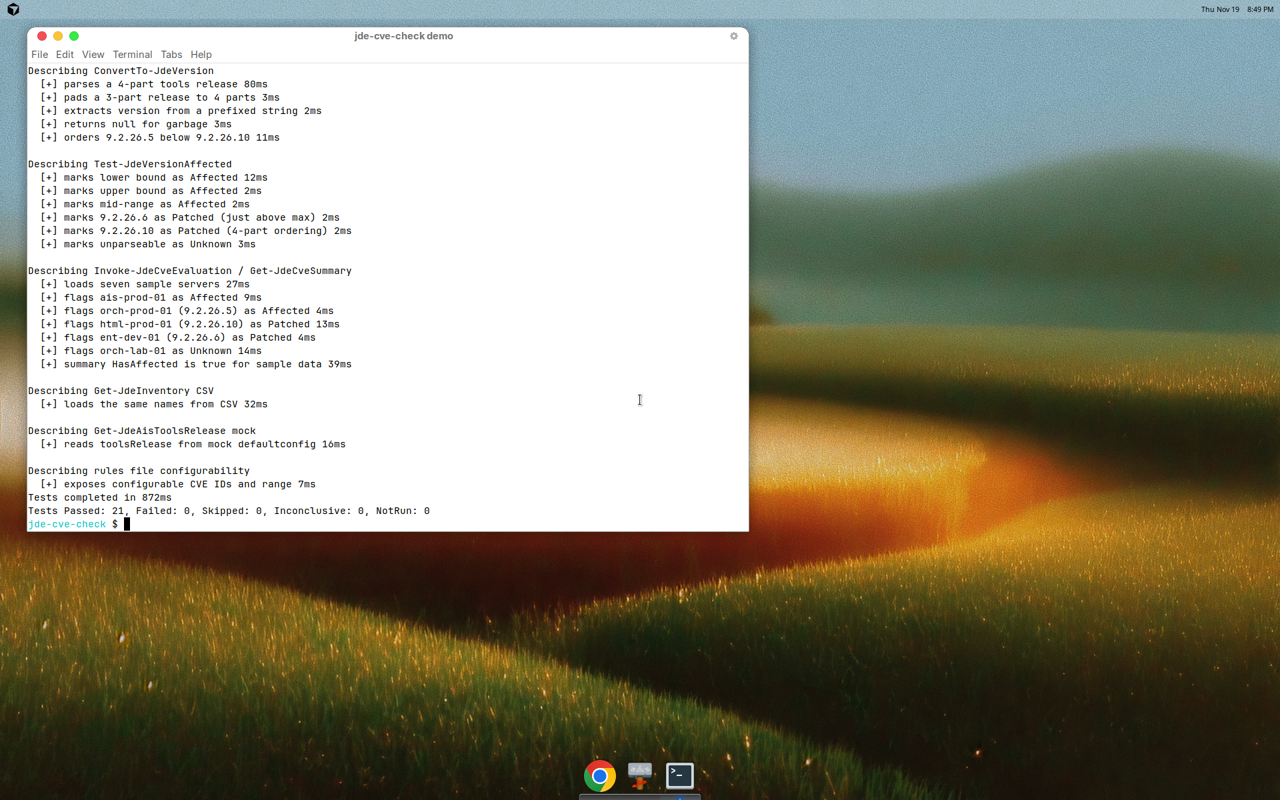 Thu Nov 19 8:49 PM
jde-cve-check demo
File Edit View Terminal Tabs Help
Describing ConvertTo-JdeVersion
[+] parses a 4-part tools release 80ms
[+] pads a 3-part release to 4 parts 3ms
[+] extracts version from a prefixed string 2ms
[+] returns null for garbage 3ms
[+] orders 9.2.26.5 below 9.2.26.10 11ms
Describing Test-JdeVersionAffected
[+] marks lower bound as Affected 12ms
[+] marks upper bound as Affected 2ms
[+] marks mid-range as Affected 2ms
[+] marks 9.2.26.6 as Patched (just above max) 2ms
[+] marks 9.2.26.10 as Patched (4-part ordering) 2ms
[+] marks unparseable as Unknown 3ms
Describing Invoke-JdeCveEvaluation / Get-JdeCveSummary
[+] loads seven sample servers 27ms
[+] flags ais-prod-01 as Affected 9ms
[+] flags orch-prod-01 (9.2.26.5) as Affected 4ms
[+] flags html-prod-01 (9.2.26.10) as Patched 13ms
[+] flags ent-dev-01 (9.2.26.6) as Patched 4ms
[+] flags orch-lab-01 as Unknown 14ms
[+] summary HasAffected is true for sample data 39ms
Describing Get-JdeInventory CSV
[+] loads the same names from CSV 32ms
Describing Get-JdeAisToolsRelease mock
[+] reads toolsRelease from mock defaultconfig 16ms
Describing rules file configurability
[+] exposes configurable CVE IDs and range 7ms
Tests completed in 872ms
Tests Passed: 21, Failed: 0, Skipped: 0, Inconclusive: 0, NotRun: 0
jde-cve-check $